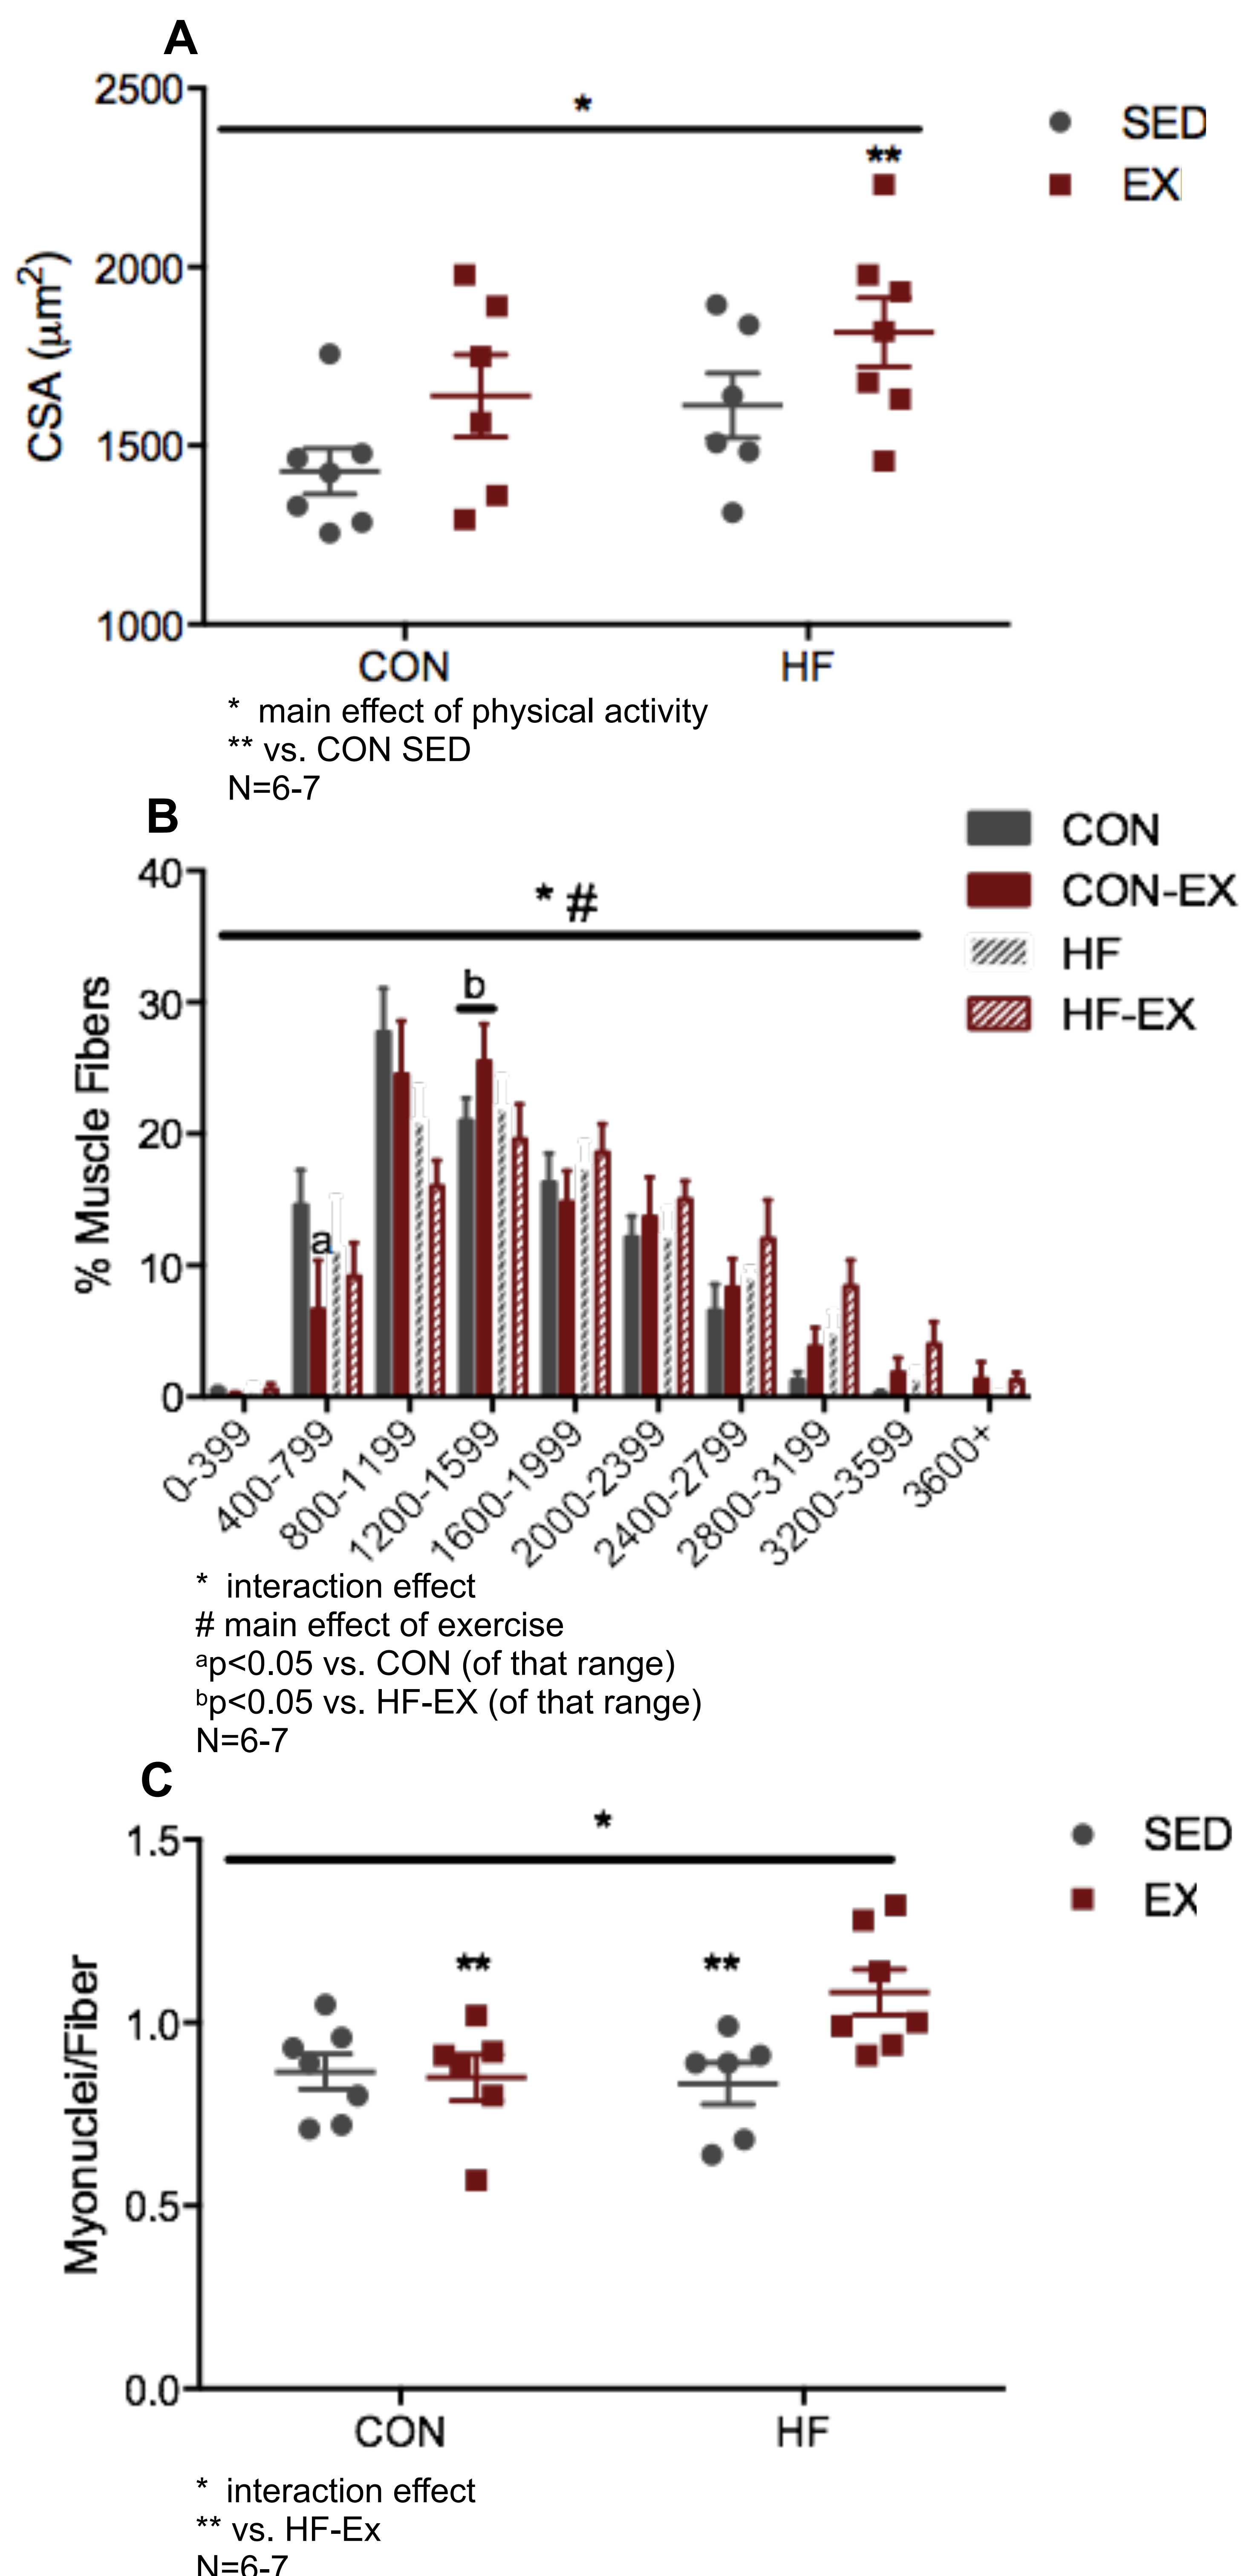 A
2500
*
SED
**
EX
2000
CSA (μm²)
1500
1000
CON HF
* main effect of physical activity
** vs. CON SED
N=6-7
B
CON
40
* #
CON-EX
HF
b
30
HF-EX
% Muscle Fibers
20
a
10
0
0-399 400-799 800-1199 1200-1599 1600-1999 2000-2399 2400-2799 2800-3199 3200-3599 3600+
* interaction effect
# main effect of exercise
ᵃp<0.05 vs. CON (of that range)
ᵇp<0.05 vs. HF-EX (of that range)
N=6-7
C
*
1.5
SED
EX
** **
1.0
Myonuclei/Fiber
0.5
0.0
CON HF
* interaction effect
** vs. HF-Ex
N=6-7